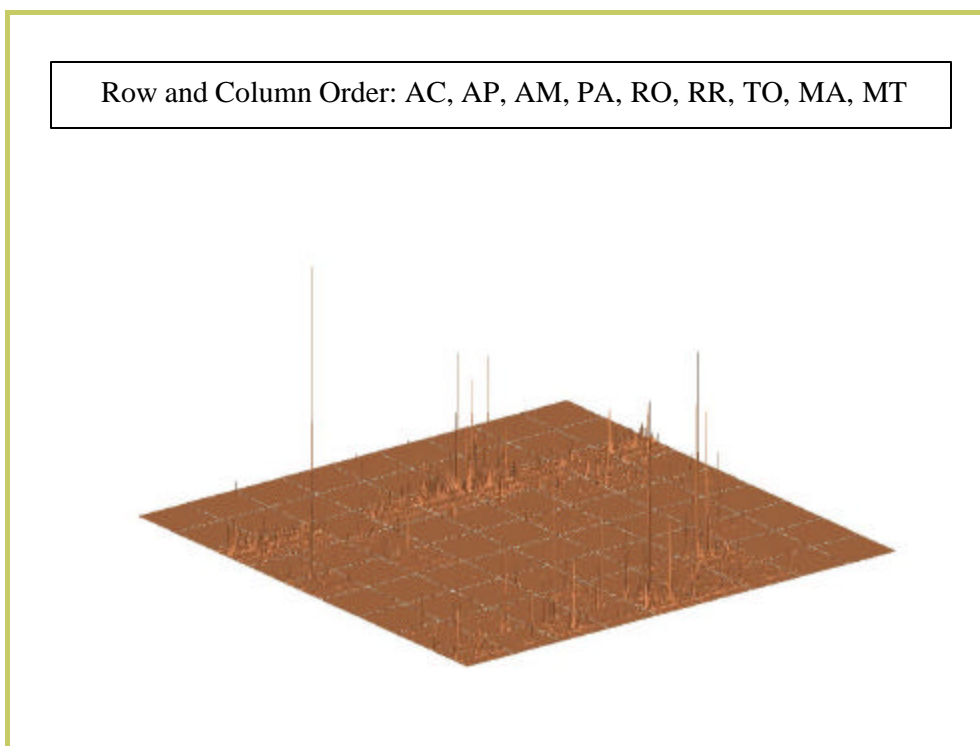 Row and Column Order: AC, AP, AM, PA, RO, RR, TO, MA, MT